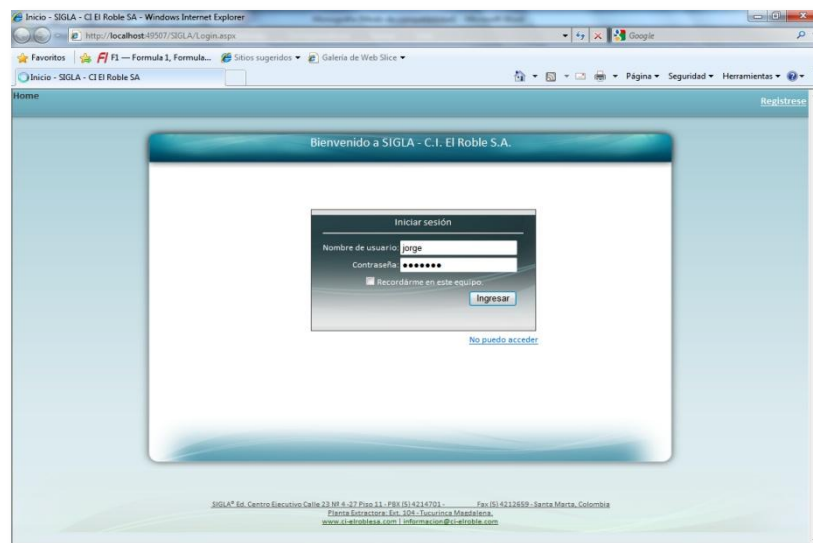 Inicio - SIGLA - CI El Roble SA - Windows Internet Explorer
http://localhost:49507/SIGLA/Login.aspx
Google
Favoritos F1 — Formula 1, Formula... Sitios sugeridos Galería de Web Slice
Inicio - SIGLA - CI El Roble SA
Página Seguridad Herramientas
Home
Registrese
Bienvenido a SIGLA - C.I. El Roble S.A.
Iniciar sesión
Nombre de usuario: jorge
Contraseña: •••••••
Recordárme en este equipo.
Ingresar
No puedo acceder
SIGLA® Ed. Centro Ejecutivo Calle 23 Nº 4 -27 Piso 11 - PBX (5) 4214701 - Fax (5) 4212659 - Santa Marta, Colombia
Planta Extractora: Ext. 104 - Tucurinca Magdalena.
www.ci-elroblesa.com | informacion@ci-elroble.com